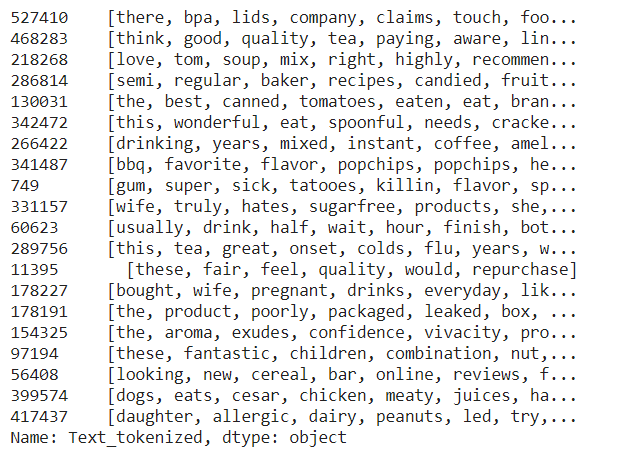 527410    [there, bpa, lids, company, claims, touch, foo...
468283    [think, good, quality, tea, paying, aware, lin...
218268    [love, tom, soup, mix, right, highly, recommen...
286814    [semi, regular, baker, recipes, candied, fruit...
130031    [the, best, canned, tomatoes, eaten, eat, bran...
342472    [this, wonderful, eat, spoonful, needs, cracke...
266422    [drinking, years, mixed, instant, coffee, amel...
341487    [bbq, favorite, flavor, popchips, popchips, he...
749       [gum, super, sick, tatooes, killin, flavor, sp...
331157    [wife, truly, hates, sugarfree, products, she,...
60623     [usually, drink, half, wait, hour, finish, bot...
289756    [this, tea, great, onset, colds, flu, years, w...
11395       [these, fair, feel, quality, would, repurchase]
178227    [bought, wife, pregnant, drinks, everyday, lik...
178191    [the, product, poorly, packaged, leaked, box, ...
154325    [the, aroma, exudes, confidence, vivacity, pro...
97194     [these, fantastic, children, combination, nut,...
56408     [looking, new, cereal, bar, online, reviews, f...
399574    [dogs, eats, cesar, chicken, meaty, juices, ha...
417437    [daughter, allergic, dairy, peanuts, led, try,...
Name: Text_tokenized, dtype: object